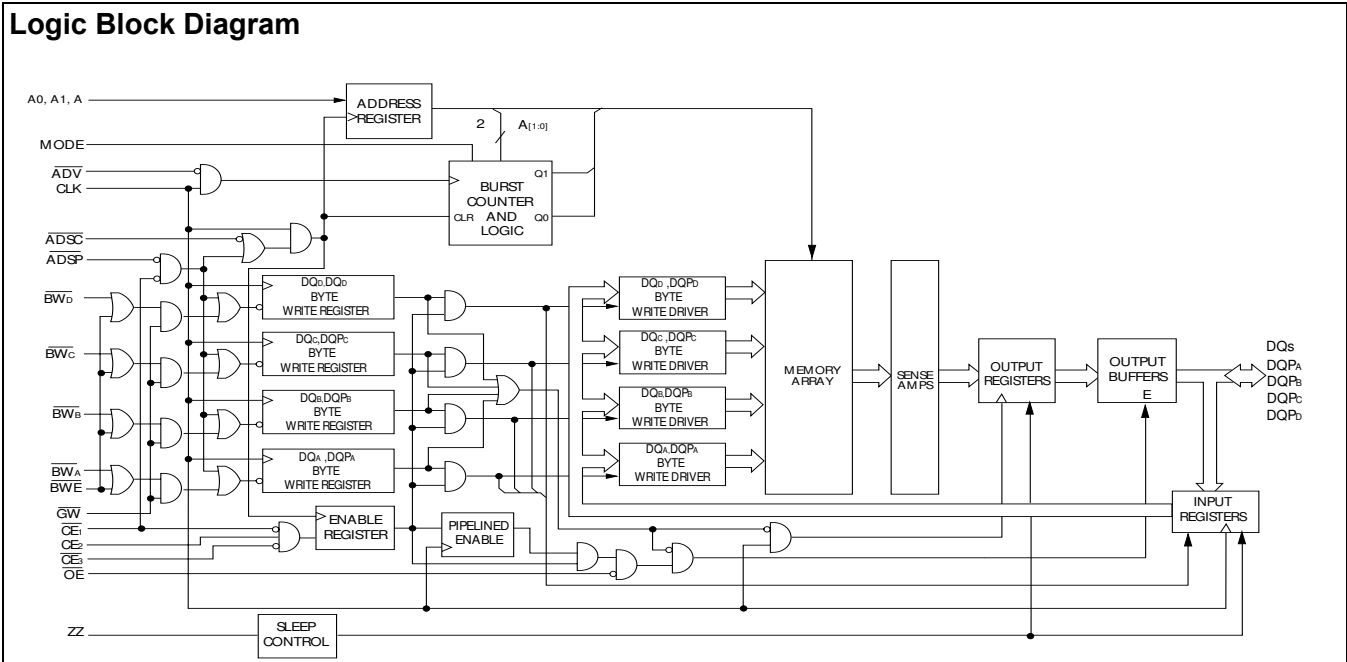 Logic Block Diagram
A0, A1, A
ADDRESS
REGISTER
2
A[1:0]
MODE
ADV
CLK
BURST
COUNTER
AND
LOGIC
CLR
Q1
Q0
ADSC
ADSP
BWD
DQD,DQD
BYTE
WRITE REGISTER
DQD ,DQPD
BYTE
WRITE DRIVER
BWC
DQC,DQPC
BYTE
WRITE REGISTER
DQC ,DQPC
BYTE
WRITE DRIVER
MEMORY
ARRAY
SENSE
AMPS
OUTPUT
REGISTERS
OUTPUT
BUFFERS
E
DQs
DQPA
DQPB
DQPC
DQPD
BWB
DQB,DQPB
BYTE
WRITE REGISTER
DQB,DQPB
BYTE
WRITE DRIVER
BWA
BWE
DQA ,DQPA
BYTE
WRITE REGISTER
DQA,DQPA
BYTE
WRITE DRIVER
GW
CE1
CE2
CE3
OE
ENABLE
REGISTER
PIPELINED
ENABLE
INPUT
REGISTERS
ZZ
SLEEP
CONTROL